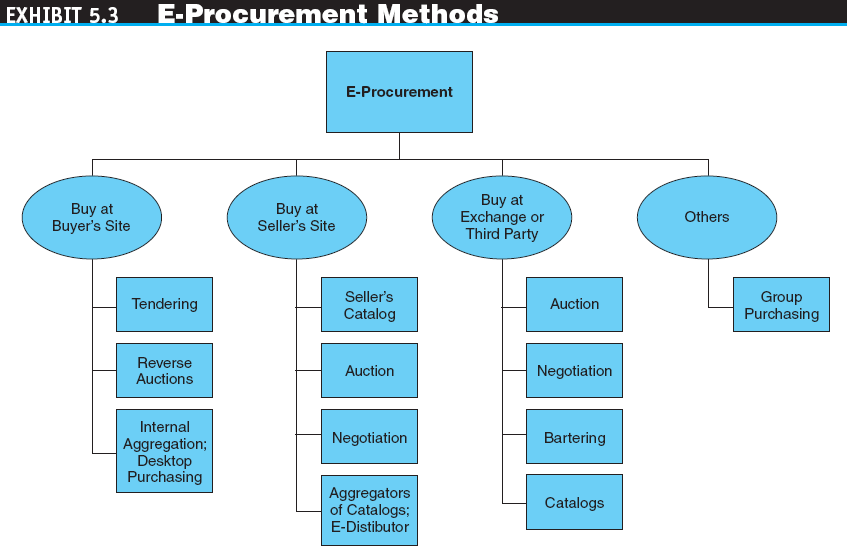 EXHIBIT 5.3 E-Procurement Methods
E-Procurement
Buy at
Buyer's Site
Buy at
Seller's Site
Buy at
Exchange or
Third Party
Others
Tendering
Reverse
Auctions
Internal
Aggregation;
Desktop
Purchasing
Seller's
Catalog
Auction
Negotiation
Aggregators
of Catalogs;
E-Distibutor
Auction
Negotiation
Bartering
Catalogs
Group
Purchasing